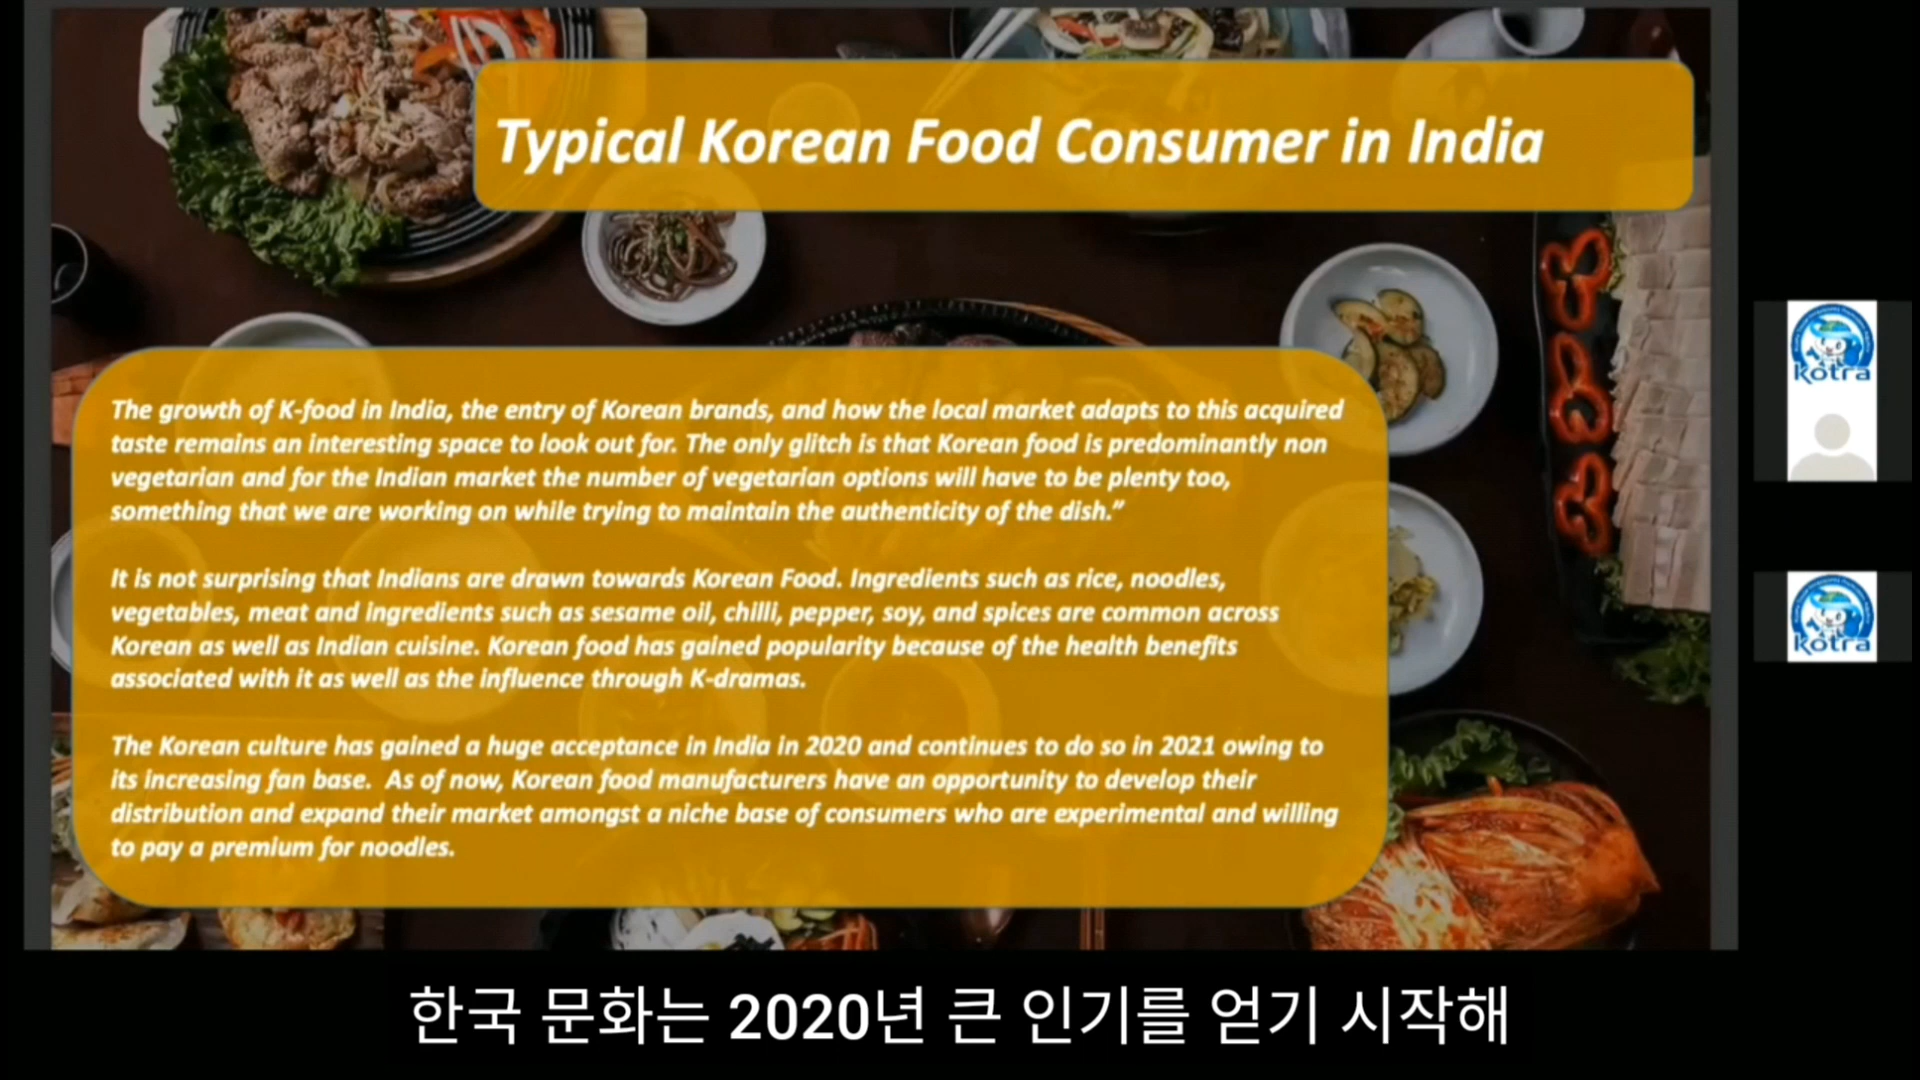 Typical Korean Food Consumer in India
The growth of K-food in India, the entry of Korean brands, and how the local market adapts to this acquired
taste remains an interesting space to look out for. The only glitch is that Korean food is predominantly non
vegetarian and for the Indian market the number of vegetarian options will have to be plenty too,
something that we are working on while trying to maintain the authenticity of the dish.”
It is not surprising that Indians are drawn towards Korean Food. Ingredients such as rice, noodles,
vegetables, meat and ingredients such as sesame oil, chilli, pepper, soy, and spices are common across
Korean as well as Indian cuisine. Korean food has gained popularity because of the health benefits
associated with it as well as the influence through K-dramas.
The Korean culture has gained a huge acceptance in India in 2020 and continues to do so in 2021 owing to
its increasing fan base.  As of now, Korean food manufacturers have an opportunity to develop their
distribution and expand their market amongst a niche base of consumers who are experimental and willing
to pay a premium for noodles.
kotra
kotra
한국 문화는 2020년 큰 인기를 얻기 시작해